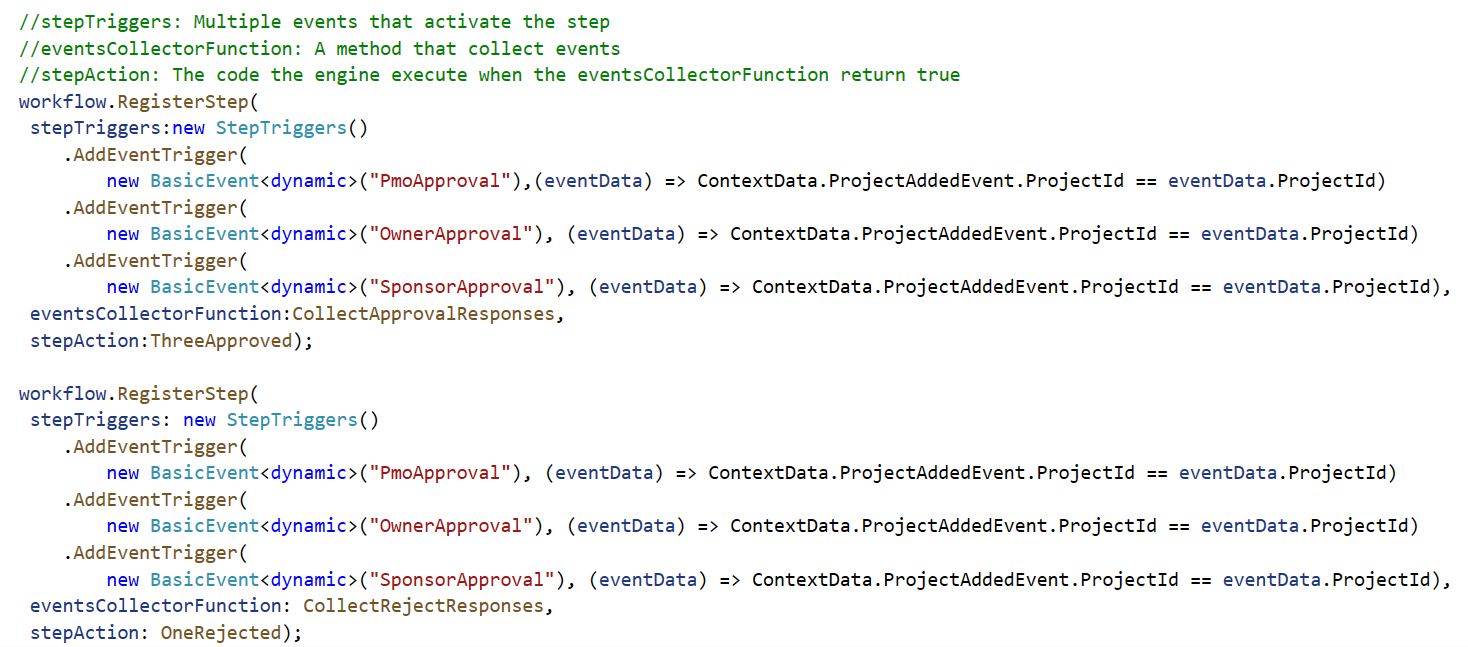 //stepTriggers: Multiple events that activate the step
//eventsCollectorFunction: A method that collect events
//stepAction: The code the engine execute when the eventsCollectorFunction return true
workflow.RegisterStep(
 stepTriggers:new StepTriggers()
    .AddEventTrigger(
        new BasicEvent<dynamic>("PmoApproval"),(eventData) => ContextData.ProjectAddedEvent.ProjectId == eventData.ProjectId)
    .AddEventTrigger(
        new BasicEvent<dynamic>("OwnerApproval"), (eventData) => ContextData.ProjectAddedEvent.ProjectId == eventData.ProjectId)
    .AddEventTrigger(
        new BasicEvent<dynamic>("SponsorApproval"), (eventData) => ContextData.ProjectAddedEvent.ProjectId == eventData.ProjectId),
 eventsCollectorFunction:CollectApprovalResponses,
 stepAction:ThreeApproved);

workflow.RegisterStep(
 stepTriggers: new StepTriggers()
    .AddEventTrigger(
        new BasicEvent<dynamic>("PmoApproval"), (eventData) => ContextData.ProjectAddedEvent.ProjectId == eventData.ProjectId)
    .AddEventTrigger(
        new BasicEvent<dynamic>("OwnerApproval"), (eventData) => ContextData.ProjectAddedEvent.ProjectId == eventData.ProjectId)
    .AddEventTrigger(
        new BasicEvent<dynamic>("SponsorApproval"), (eventData) => ContextData.ProjectAddedEvent.ProjectId == eventData.ProjectId),
 eventsCollectorFunction: CollectRejectResponses,
 stepAction: OneRejected);